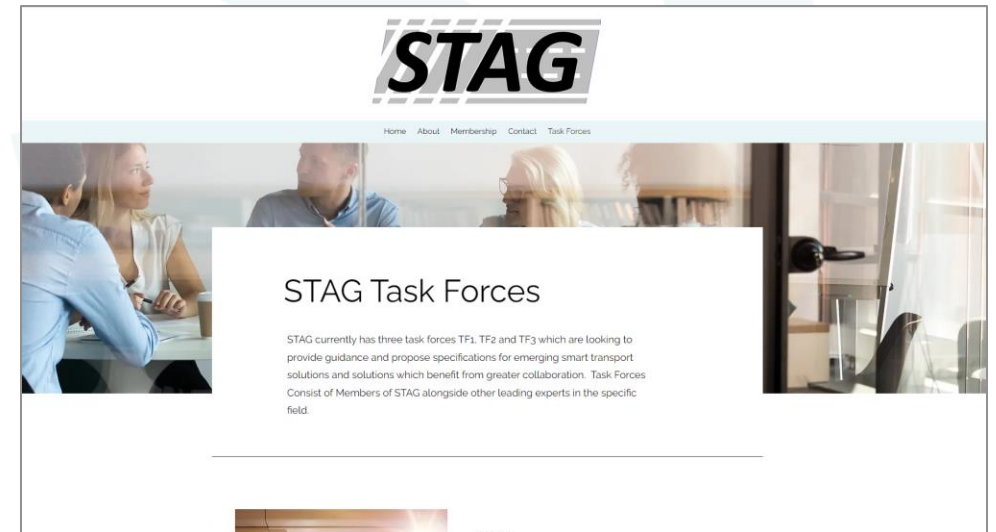 STAG
Home About Membership Contact Task Forces
STAG Task Forces
STAG currently has three task forces TF1, TF2 and TF3 which are looking to
provide guidance and propose specifications for emerging smart transport
solutions and solutions which benefit from greater collaboration. Task Forces
Consist of Members of STAG alongside other leading experts in the specific
field.